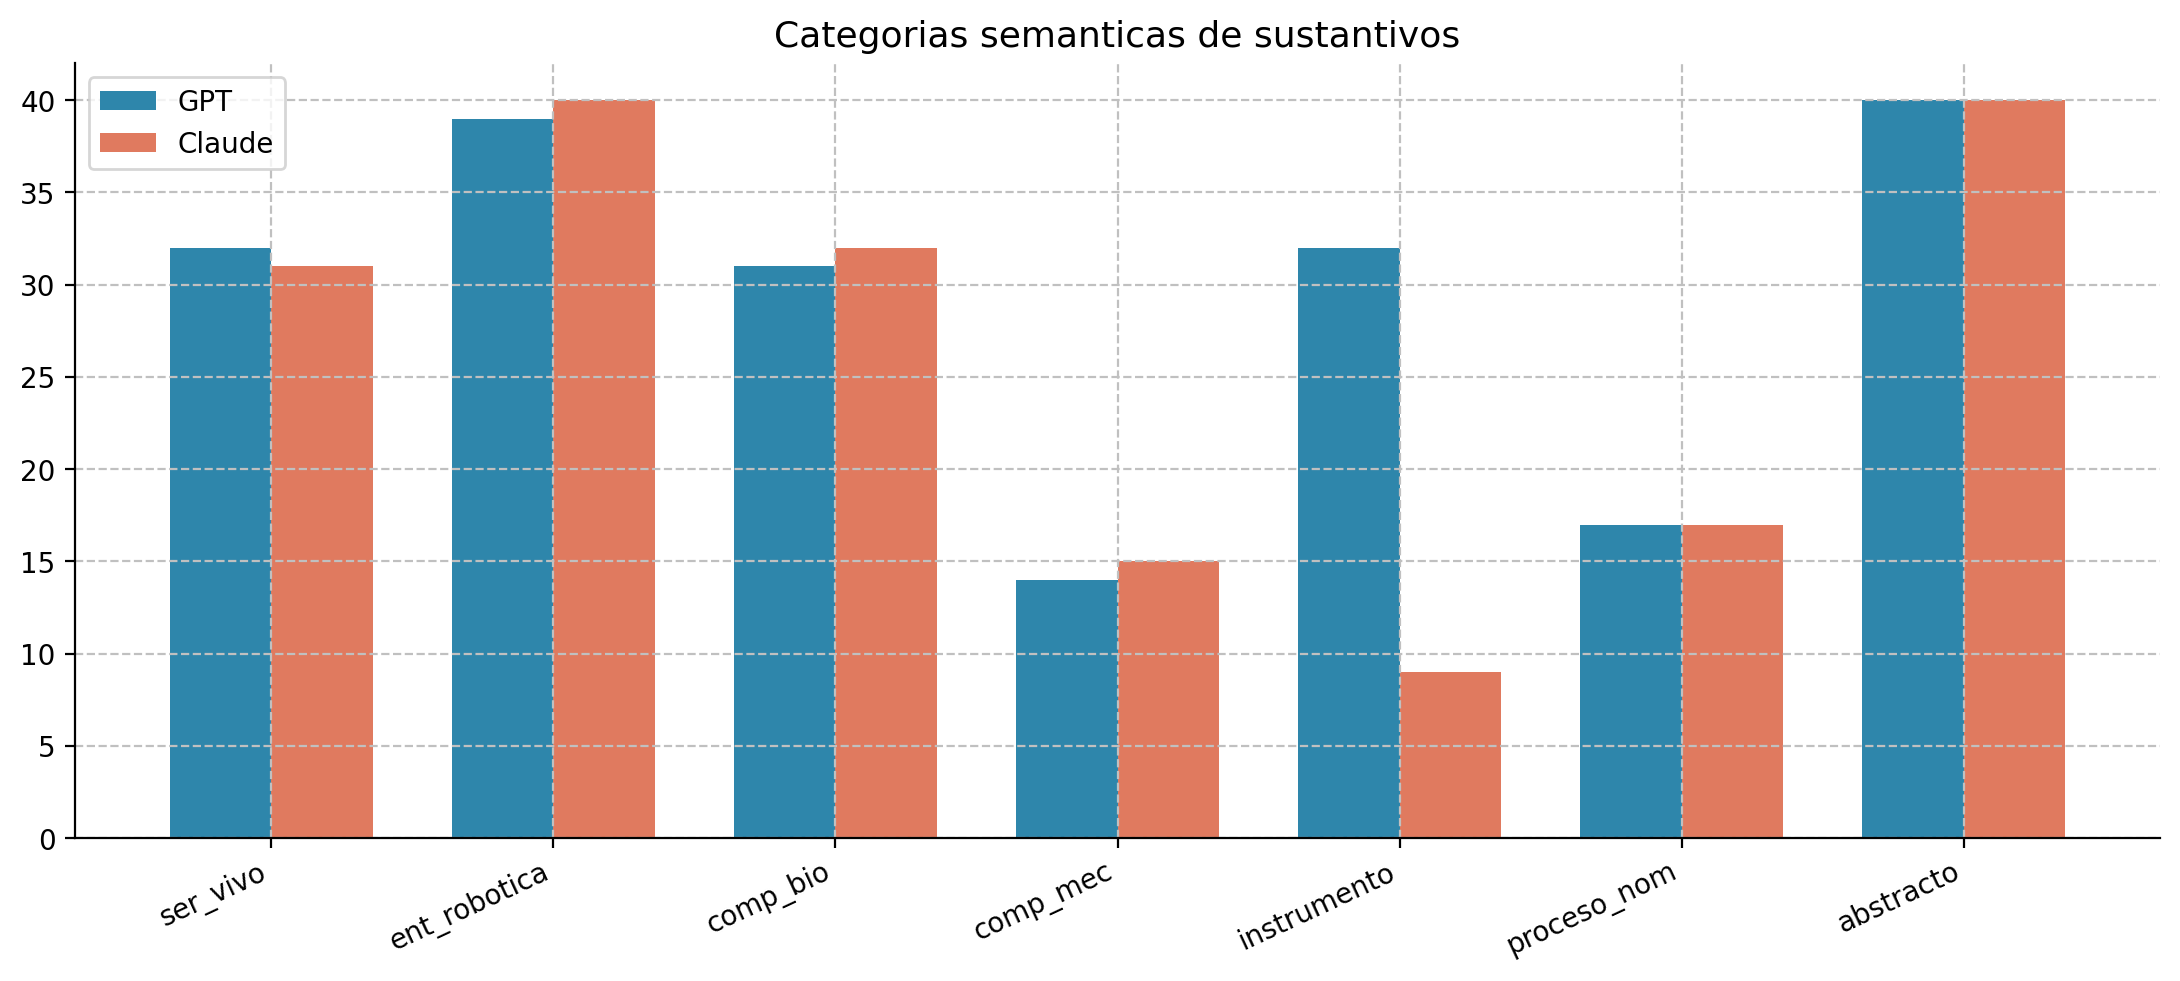 Categorias semanticas de sustantivos
GPT
Claude
40
35
30
25
20
15
10
5
0
ser_vivo
ent_robotica
comp_bio
comp_mec
instrumento
proceso_nom
abstracto